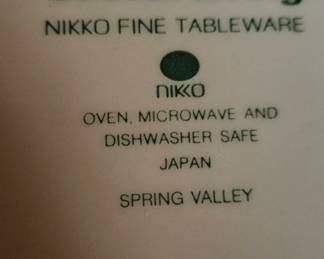 NIKKO FINE TABLEWARE
NIKKO
OVEN, MICROWAVE AND
DISHWASHER SAFE
JAPAN
SPRING VALLEY